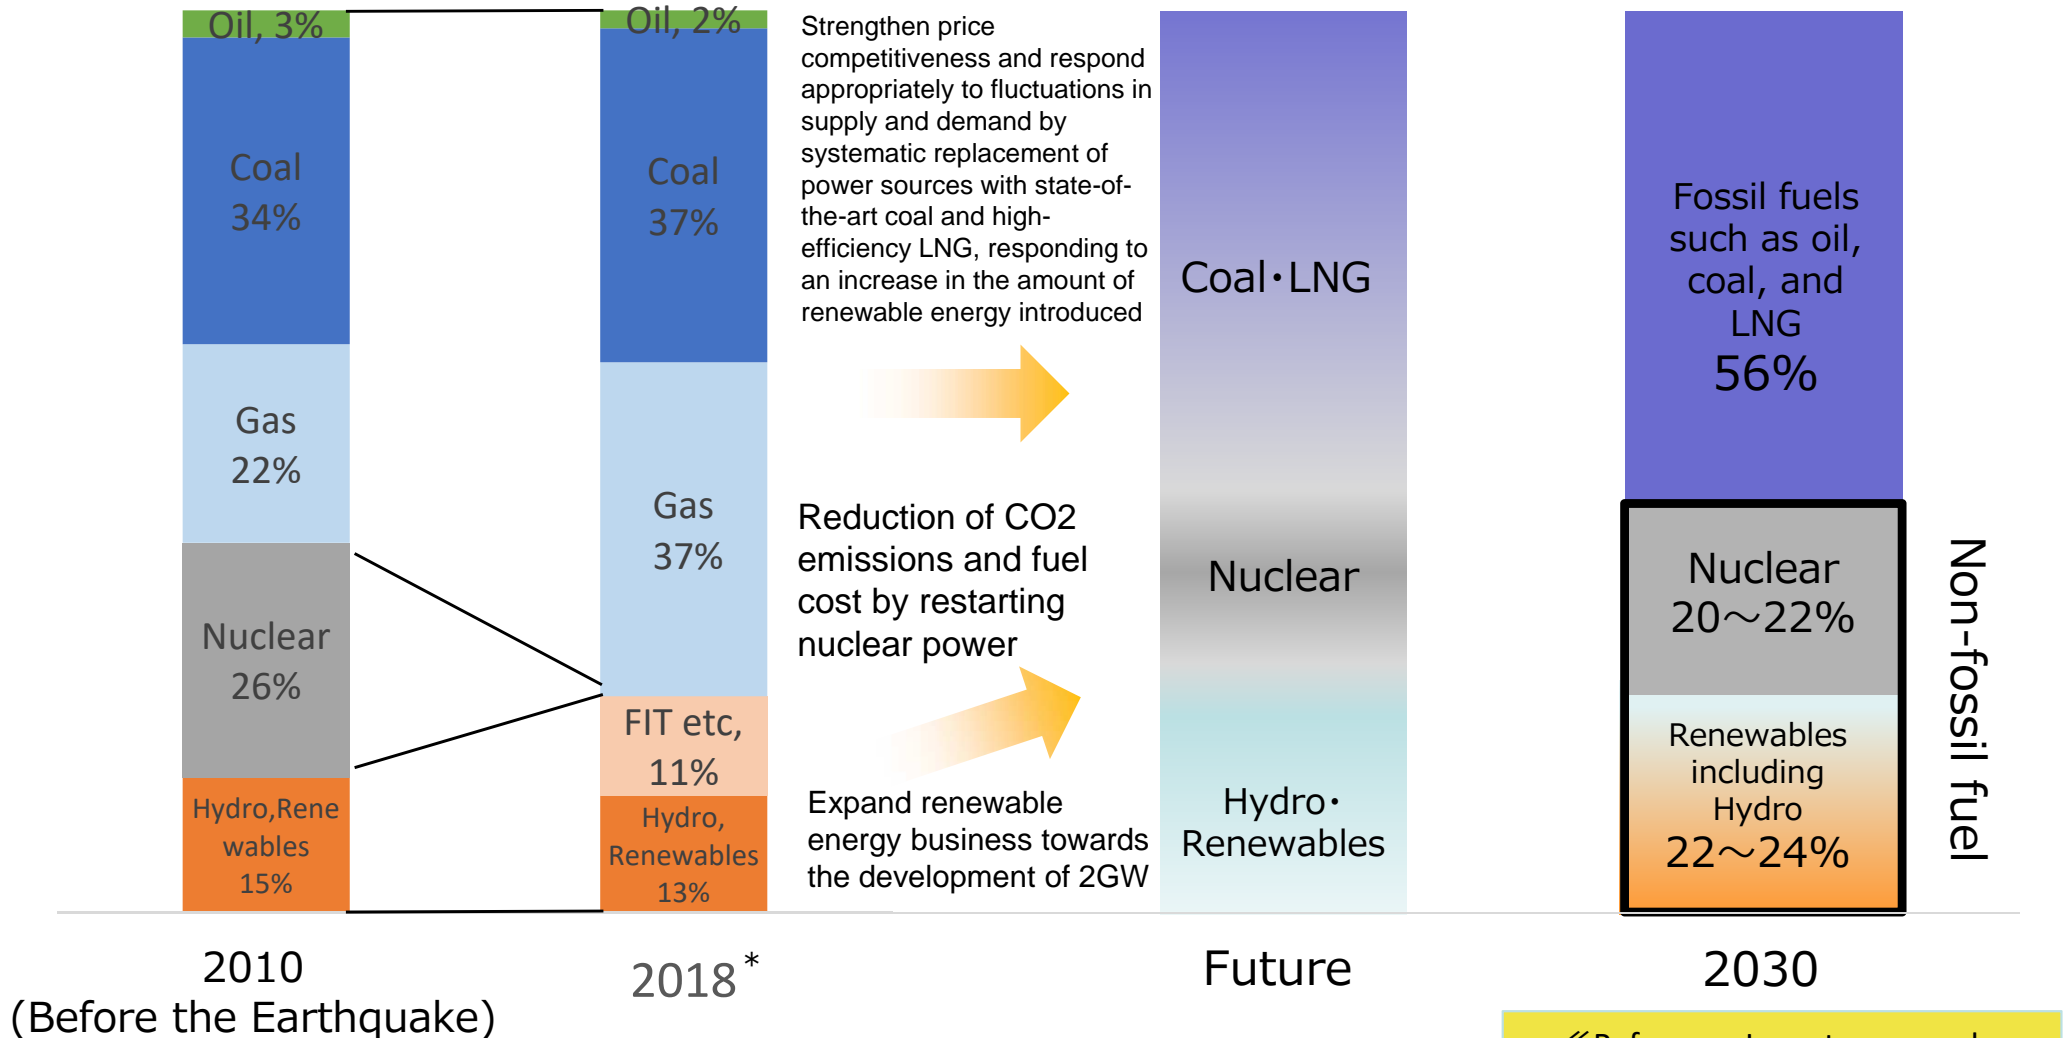 Oil, 3%
Coal
34%
Gas
22%
Nuclear
26%
Hydro,Rene
wables
15%
2010
(Before the Earthquake)
Oil, 2%
Coal
37%
Gas
37%
FIT etc,
11%
Hydro,
Renewables
13%
2018*
Strengthen price
competitiveness and respond
appropriately to fluctuations in
supply and demand by
systematic replacement of
power sources with state-of-
the-art coal and high-
efficiency LNG, responding to
an increase in the amount of
renewable energy introduced
Reduction of CO2
emissions and fuel
cost by restarting
nuclear power
Expand renewable
energy business towards
the development of 2GW
Coal・LNG
Nuclear
Hydro・
Renewables
Future
Fossil fuels
such as oil,
coal, and
LNG
56%
Nuclear
20～22%
Renewables
including
Hydro
22～24%
2030
Non-fossil fuel